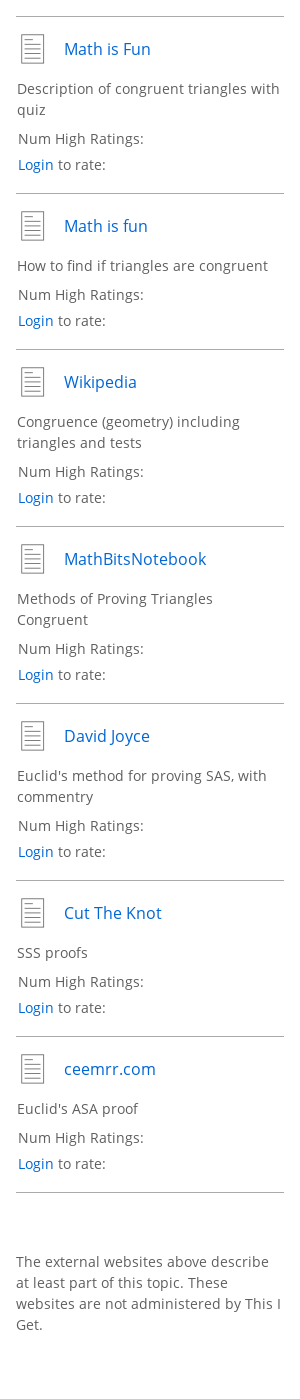 Math is Fun
Description of congruent triangles with
quiz
Num High Ratings:
Login to rate:
Math is fun
How to find if triangles are congruent
Num High Ratings:
Login to rate:
Wikipedia
Congruence (geometry) including
triangles and tests
Num High Ratings:
Login to rate:
MathBitsNotebook
Methods of Proving Triangles
Congruent
Num High Ratings:
Login to rate:
David Joyce
Euclid's method for proving SAS, with
commentry
Num High Ratings:
Login to rate:
Cut The Knot
SSS proofs
Num High Ratings:
Login to rate:
ceemrr.com
Euclid's ASA proof
Num High Ratings:
Login to rate:
The external websites above describe
at least part of this topic. These
websites are not administered by This I
Get.